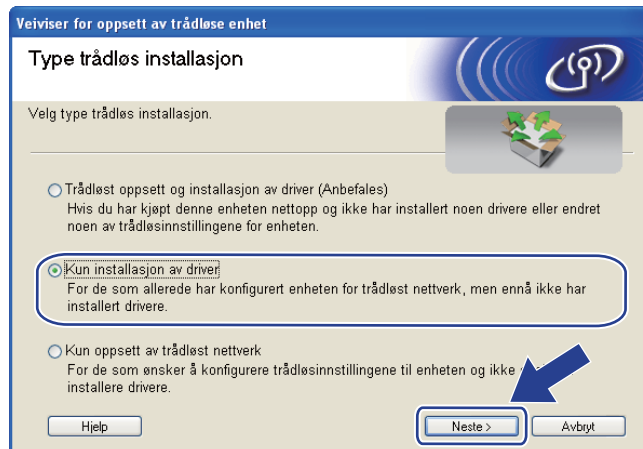 Veiviser for oppsett av trådløse enhet
Type trådløs installasjon
Velg type trådløs installasjon.
Trådløst oppsett og installasjon av driver (Anbefales)
Hvis du har kjøpt denne enheten nettopp og ikke har installert noen drivere eller endret
noen av trådløsinnstillingene for enheten.
Kun installasjon av driver
For de som allerede har konfigurert enheten for trådløst nettverk, men ennå ikke har
installert drivere.
Kun oppsett av trådløst nettverk
For de som ønsker å konfigurere trådløsinnstillingene til enheten og ikke
installere drivere.
Hjelp
Neste >
Avbryt